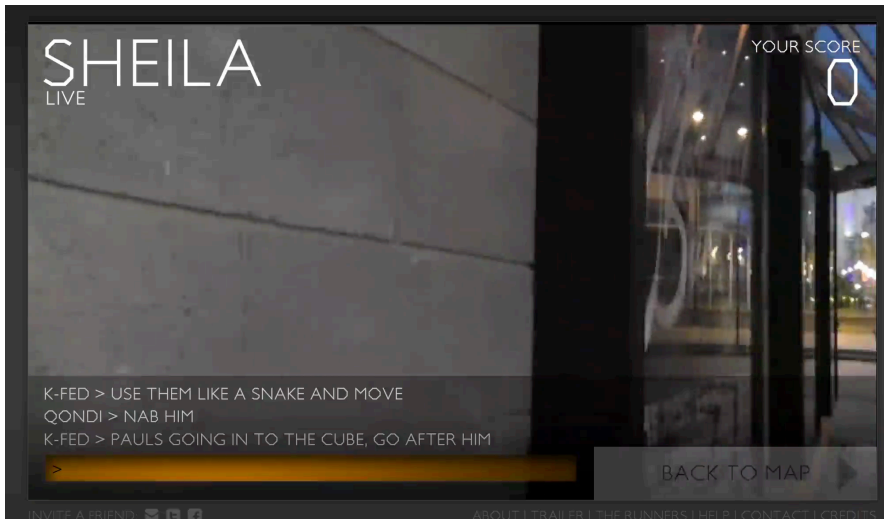 SHEILA
LIVE
YOUR SCORE
0
K-FED > USE THEM LIKE A SNAKE AND MOVE
QONDI > NAB HIM
K-FED > PAULS GOING IN TO THE CUBE, GO AFTER HIM
>
BACK TO MAP
INVITE A FRIEND
ABOUT | TRAILER | THE RUNNERS | HELP | CONTACT | CREDITS